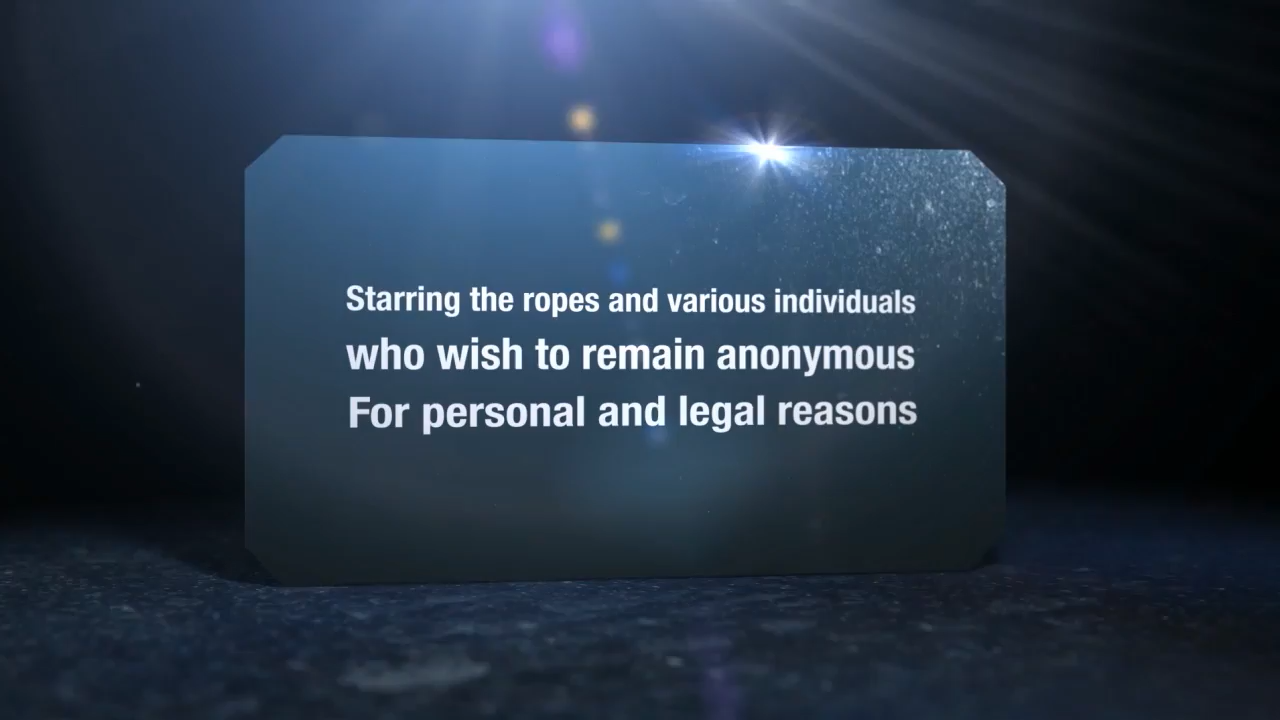 Starring the ropes and various individuals
who wish to remain anonymous
For personal and legal reasons